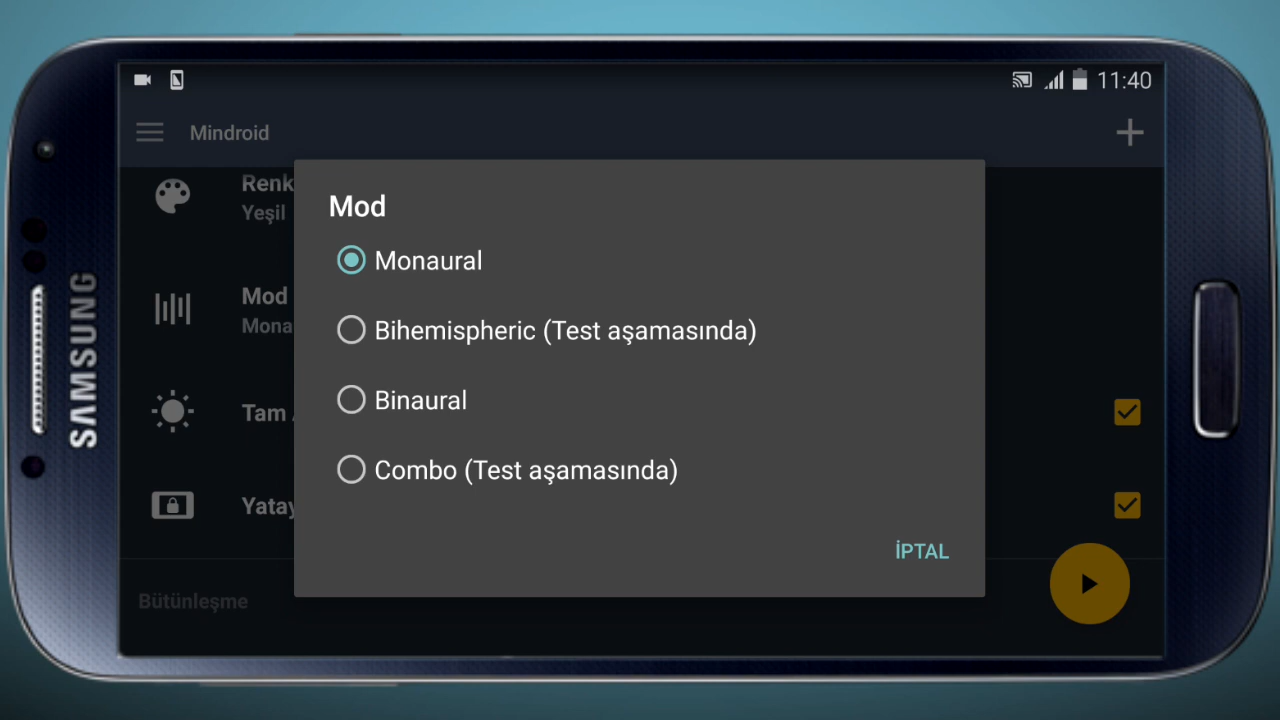 11:40
Mindroid
Renk
Yeşil
Mod
Mona
Tam
Yatay
Bütünleşme
Mod
Monaural
Bihemispheric (Test aşamasında)
Binaural
Combo (Test aşamasında)
İPTAL
SAMSUNG